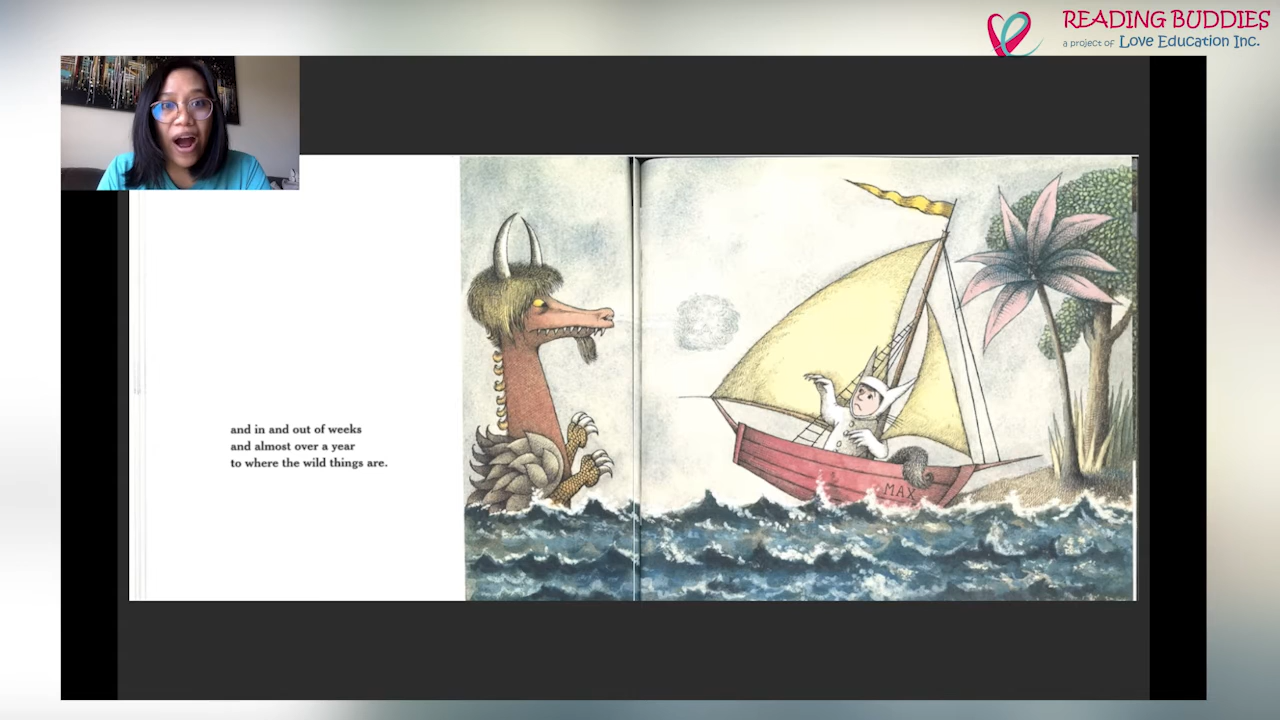 READING BUDDIES
a project of Love Education Inc.
and in and out of weeks
and almost over a year
to where the wild things are.
MAX